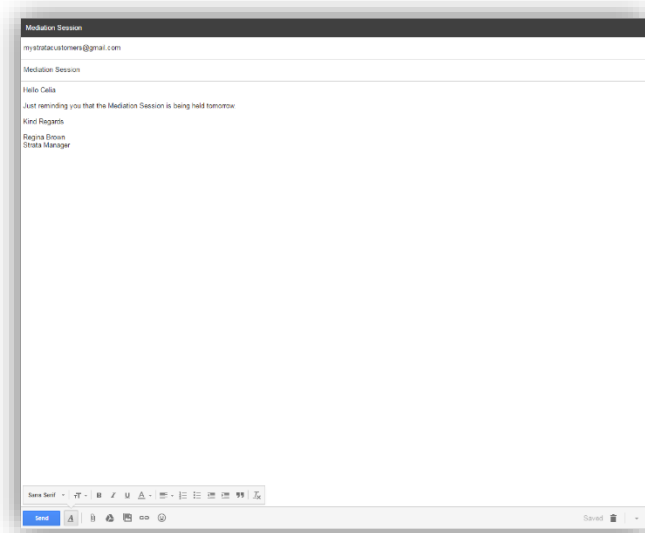 Mediation Session
mystratacustomers@gmail.com
Mediation Session
Hello Celia
Just reminding you that the Mediation Session is being held tomorrow
Kind Regards
Regina Brown
Strata Manager
Sans Serif
Send
Saved